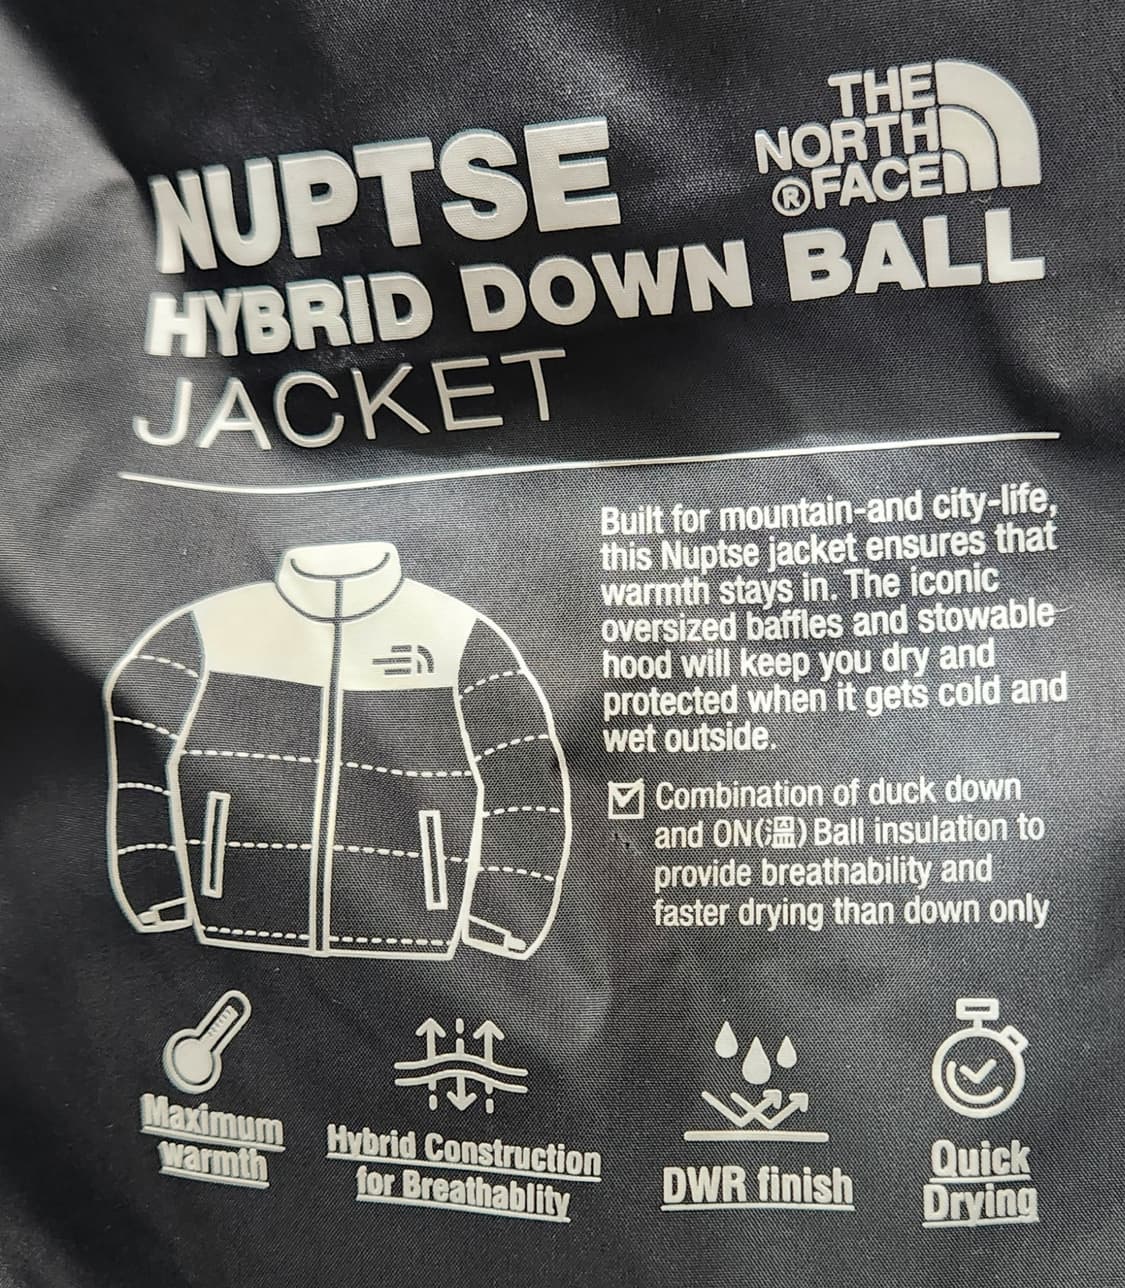 THE
NORTH
®FACE
NUPTSE
HYBRID DOWN BALL
JACKET
Built for mountain-and city-life,
this Nuptse jacket ensures that
warmth stays in. The iconic
oversized baffles and stowable
hood will keep you dry and
protected when it gets cold and
wet outside.
Combination of duck down
and ON(溫) Ball insulation to
provide breathability and
faster drying than down only
Maximum
warmth
Hybrid Construction
for Breathablity
DWR finish
Quick
Drying